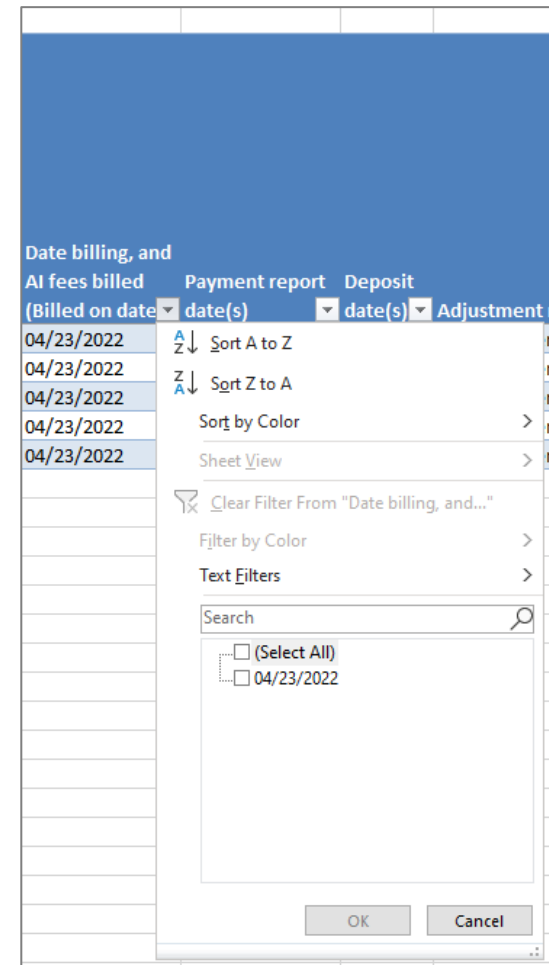 Date billing, and
AI fees billed Payment report Deposit
(Billed on date date(s) date(s) Adjustment
04/23/2022
04/23/2022
04/23/2022
04/23/2022
04/23/2022
Sort A to Z
Sort Z to A
Sort by Color
Sheet View
Clear Filter From "Date billing, and..."
Filter by Color
Text Filters
Search
(Select All)
04/23/2022
OK Cancel